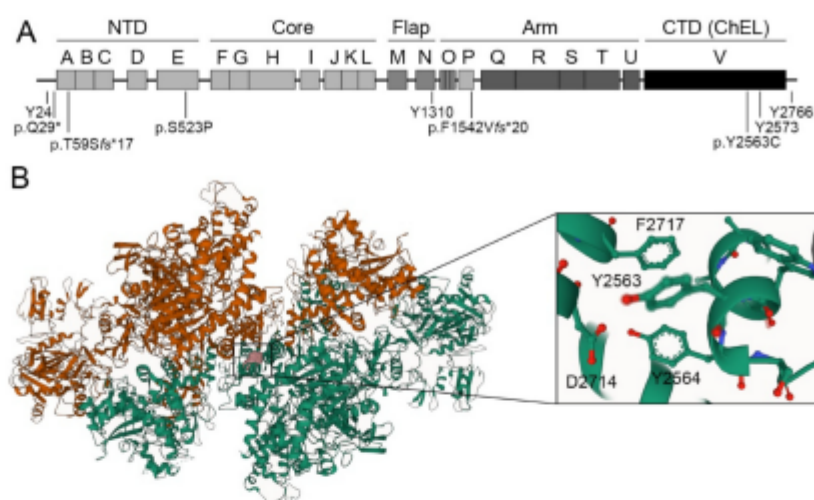 A
NTD Core Flap Arm CTD (ChEL)
A B C D E F G H I J K L M N O P Q R S T U V
Y24 Y1310 Y2766
p.Q29* p.S523P p.F1542Vfs*20 Y2573
p.T59Sfs*17 p.Y2563C
B
F2717
Y2563
D2714 Y2564